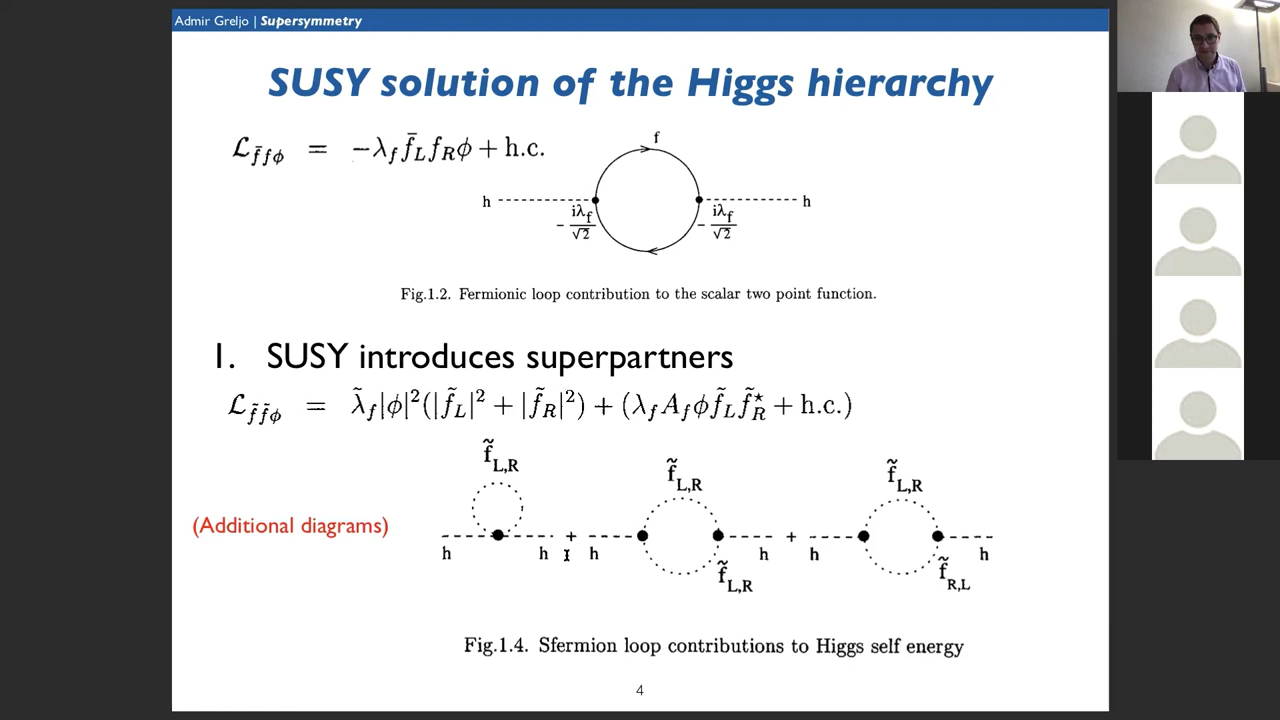 Admir Greljo | Supersymmetry
SUSY solution of the Higgs hierarchy
ℒ_{f̄fϕ} = −λ_f f̄_L f_R ϕ + h.c.
f
h
h
− iλ_f/√2
− iλ_f/√2
Fig.1.2. Fermionic loop contribution to the scalar two point function.
1. SUSY introduces superpartners
ℒ_{f̃f̃ϕ} = λ̃_f|ϕ|²(|f̃_L|² + |f̃_R|²) + (λ_f A_f ϕ f̃_L f̃_R^⋆ + h.c.)
f̃_{L,R}
f̃_{L,R}
f̃_{L,R}
(Additional diagrams)
+
+
h
h
h
h
h
h
f̃_{L,R}
f̃_{R,L}
Fig.1.4. Sfermion loop contributions to Higgs self energy
4